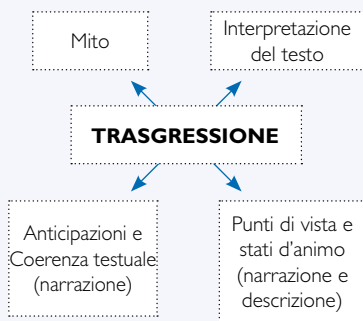 Mito
Interpretazione
del testo
TRASGRESSIONE
Anticipazioni e
Coerenza testuale
(narrazione)
Punti di vista e
stati d'animo
(narrazione e
descrizione)